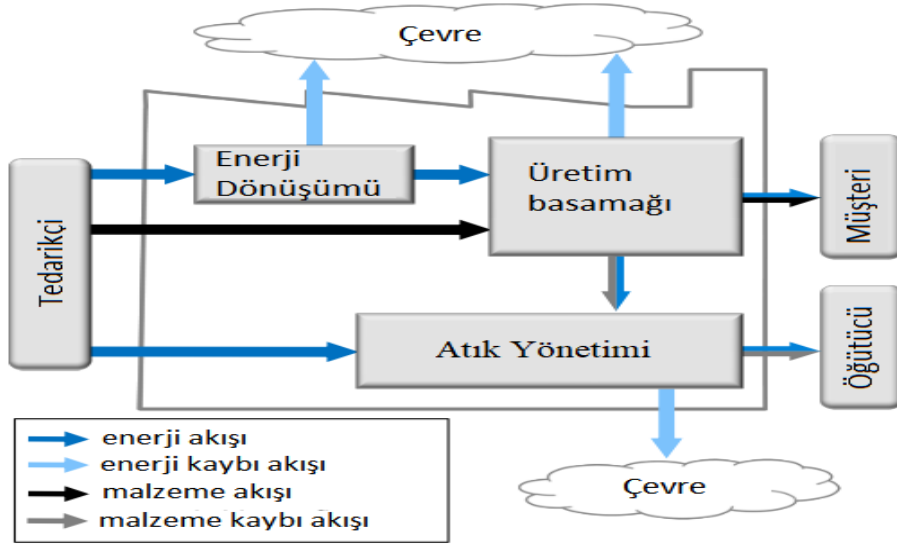 Çevre
Enerji
Dönüşümü
Üretim
basamağı
Tedarikçi
Müşteri
Atık Yönetimi
Öğütücü
enerji akışı
enerji kaybı akışı
malzeme akışı
malzeme kaybı akışı
Çevre